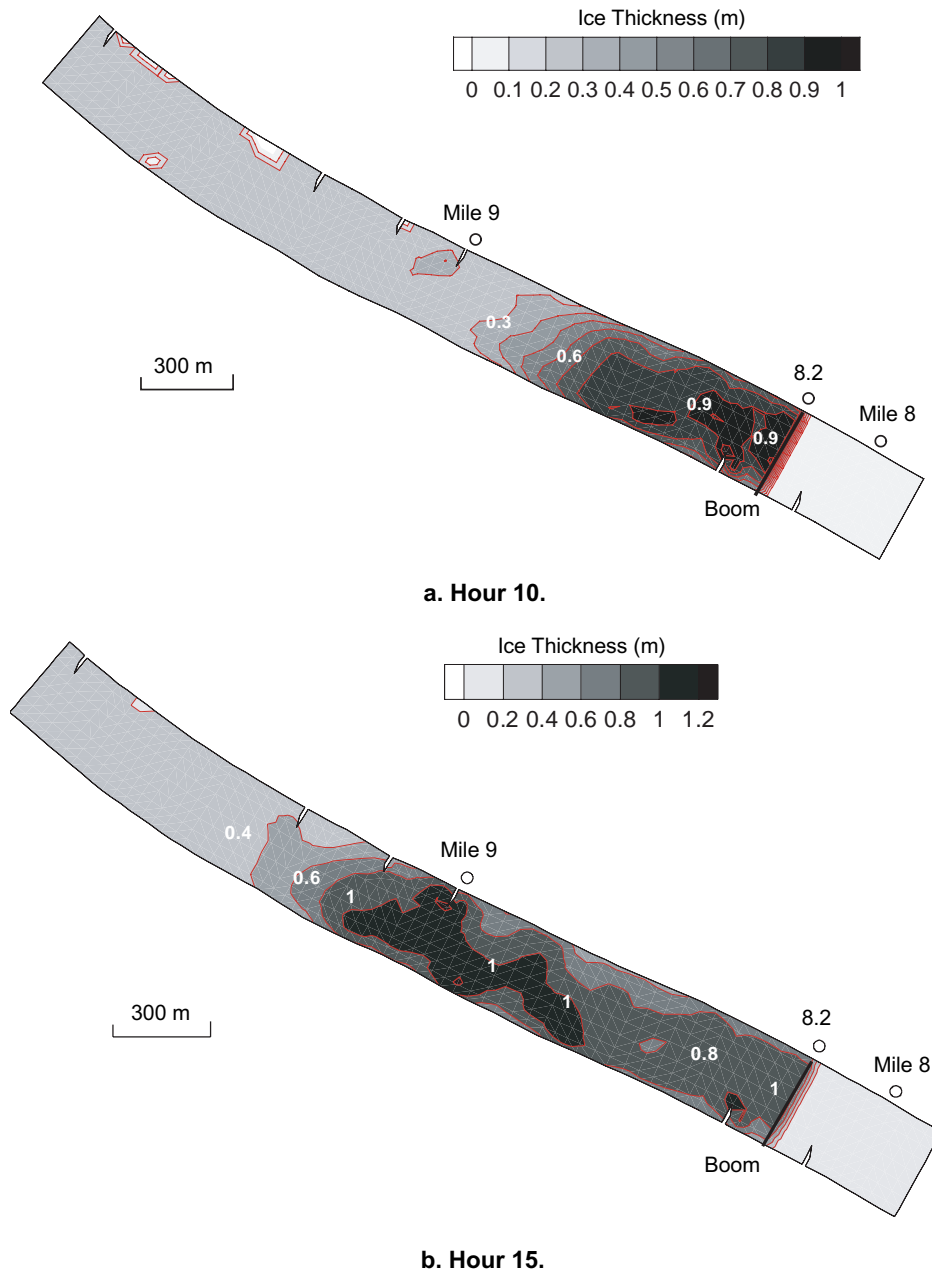 Ice Thickness (m)
0 0.1 0.2 0.3 0.4 0.5 0.6 0.7 0.8 0.9 1
Mile 9
0.3
300 m
0.6
8.2
0.9
Mile 8
0.9
Boom
a. Hour 10.
Ice Thickness (m)
0 0.2 0.4 0.6 0.8 1 1.2
0.4
Mile 9
0.6
1
1
1
300 m
8.2
0.8
Mile 8
1
Boom
b. Hour 15.